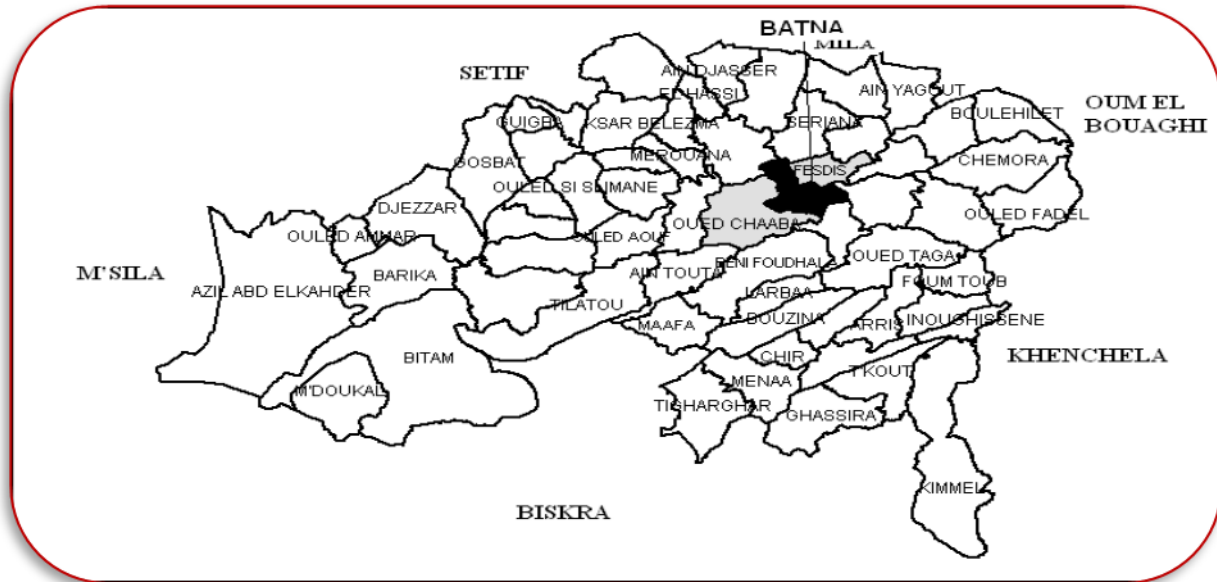 BATNA
MILA
SETIF
AIN DJASSER
EL HASSI
AIN YAGOUT
OUM EL
BOUAGHI
GUIGBA
KSAR BELEZMA
SERIANA
BOULEHILET
GOSBAT
MEROUANA
FESDIS
CHEMORA
OULED SI SLIMANE
DJEZZAR
OUED CHAABA
OULED FADEL
OULED AMMAR
OULED AOUF
M'SILA
BARIKA
AIN TOUTA
BENI FOUDHAL
OUED TAGA
AZIL ABD ELKAHDER
TILATOU
LARBAA
FOUM TOUB
MAAFA
BOUZINA
ARRIS
INOUGHISSENE
BITAM
CHIR
KHENCHELA
M'DOUKAL
MENAA
T'KOUT
TIGHARGHAR
GHASSIRA
KIMMEL
BISKRA